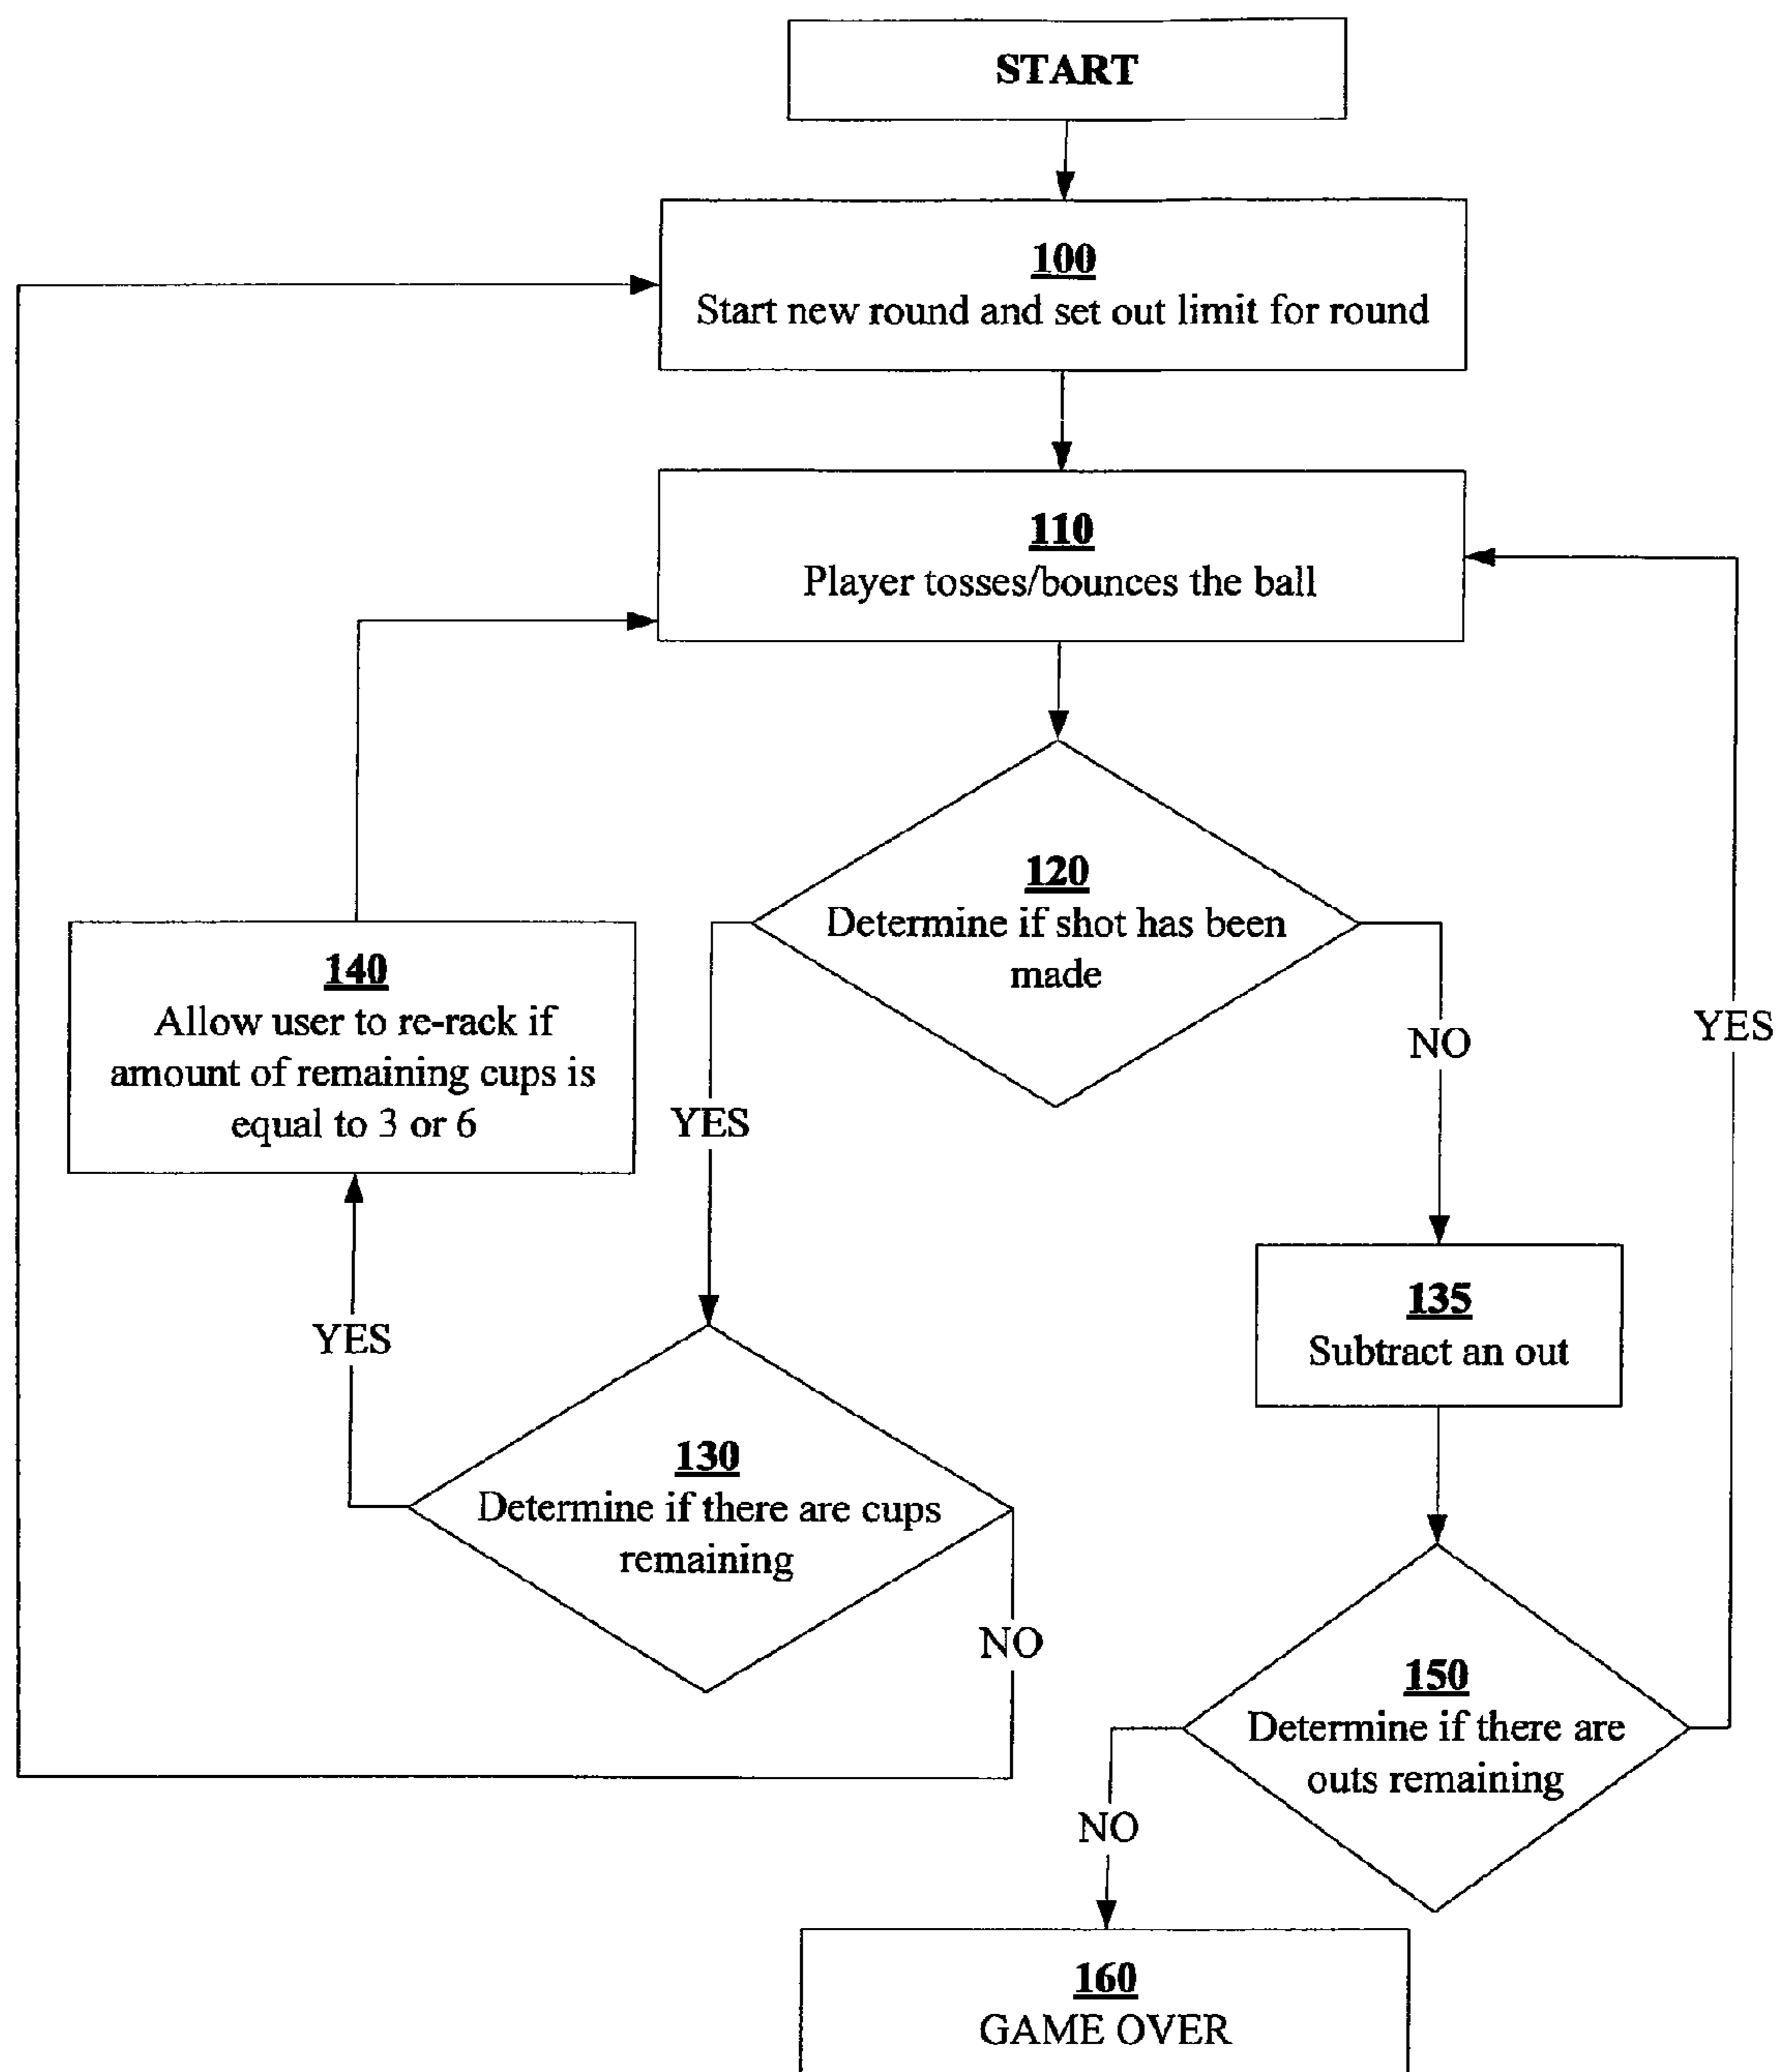 START
100
Start new round and set out limit for round
110
Player tosses/bounces the ball
120
Determine if shot has been
made
NO
YES
140
Allow user to re-rack if
amount of remaining cups is
equal to 3 or 6
YES
YES
135
Subtract an out
130
Determine if there are cups
remaining
NO
150
Determine if there are
outs remaining
NO
160
GAME OVER